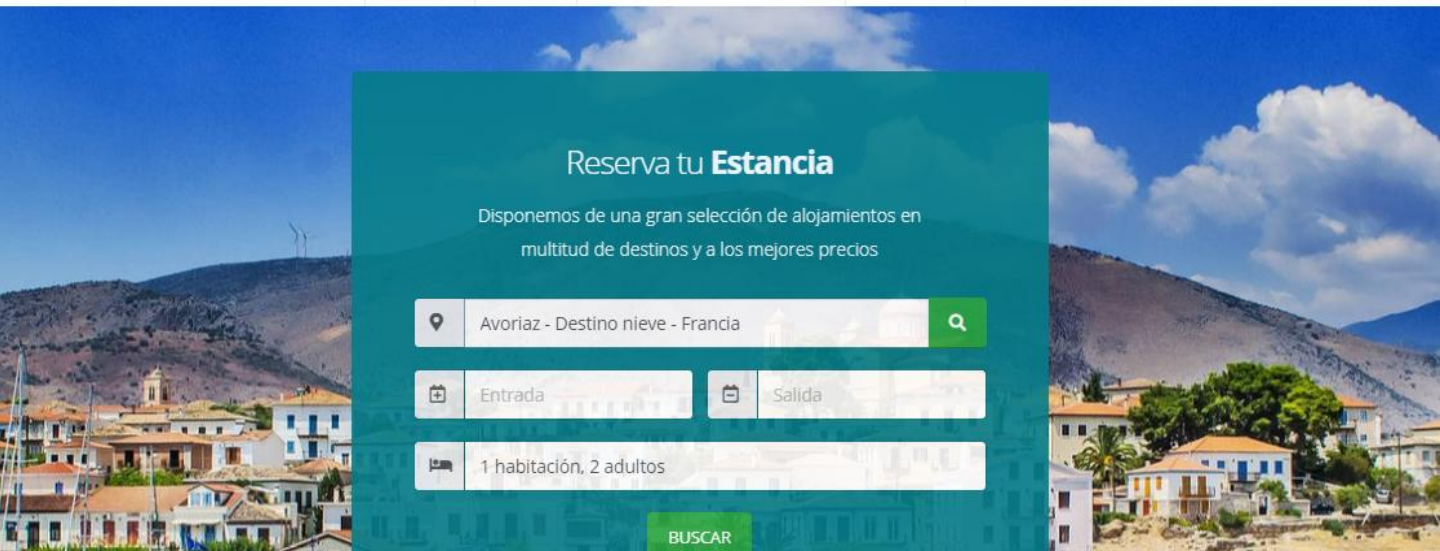 Reserva tu Estancia
Disponemos de una gran selección de alojamientos en
multitud de destinos y a los mejores precios
Avoriaz - Destino nieve - Francia
Entrada
Salida
1 habitación, 2 adultos
BUSCAR